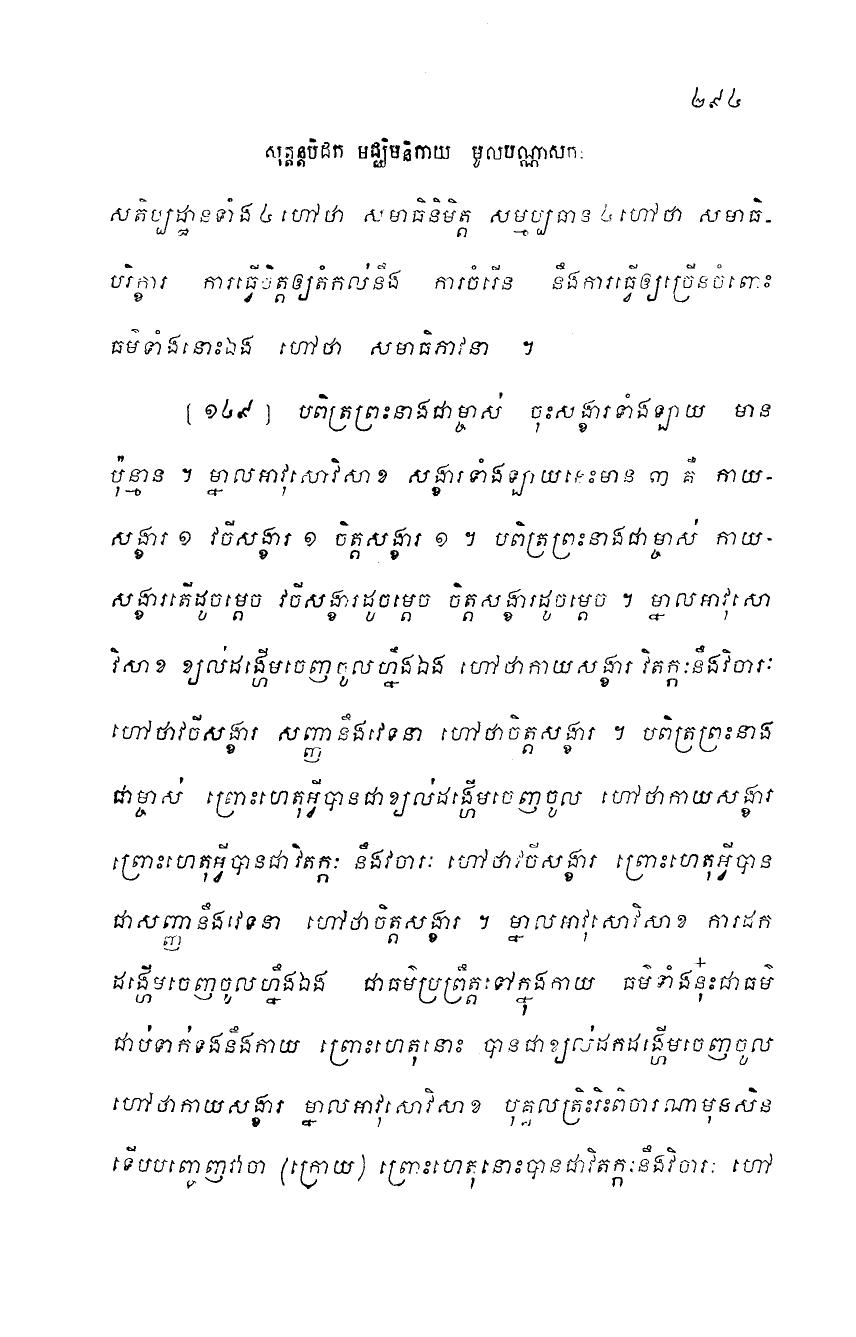 ២៩៤
សុត្តន្តបិដក មជ្ឈិមនិកាយ មូលបណ្ណាសកៈ
សតិប្បដ្ឋានទាំង៤ហៅថា សមាធិនិមិត្ត សម្មប្បធាន៤ហៅថា សមាធិ-
បរិក្ខារ ការធ្វើចិត្តឲ្យតំកល់នឹង ការចំរើន នឹងការធ្វើឲ្យច្រើនចំពោះ
ធម៌ទាំងនោះឯង ហៅថា សមាធិភាវនា ។
[១៤៩] បពិត្រព្រះនាងជាម្ចាស់ ចុះសង្ខារទាំងឡាយ មាន
ប៉ុន្មាន ។ ម្នាលអាវុសោវិសាខ សង្ខារទាំងឡាយនេះមាន ៣ គឺ កាយ-
សង្ខារ ១ វចីសង្ខារ ១ ចិត្តសង្ខារ ១ ។ បពិត្រព្រះនាងជាម្ចាស់ កាយ-
សង្ខារតើដូចម្តេច វចីសង្ខារដូចម្តេច ចិត្តសង្ខារដូចម្តេច ។ ម្នាលអាវុសោ
វិសាខ ខ្យល់ដង្ហើមចេញចូលហ្នឹងឯង ហៅថាកាយសង្ខារ វិតក្កៈនឹងវិចារៈ
ហៅថាវចីសង្ខារ សញ្ញានឹងវេទនា ហៅថាចិត្តសង្ខារ ។ បពិត្រព្រះនាង
ជាម្ចាស់ ព្រោះហេតុអ្វីបានជាខ្យល់ដង្ហើមចេញចូល ហៅថាកាយសង្ខារ
ព្រោះហេតុអ្វីបានជាវិតក្កៈ នឹងវិចារៈ ហៅថាវចីសង្ខារ ព្រោះហេតុអ្វីបាន
ជាសញ្ញានឹងវេទនា ហៅថាចិត្តសង្ខារ ។ ម្នាលអាវុសោវិសាខ ការដក
ដង្ហើមចេញចូលហ្នឹងឯង ជាធម៌ប្រព្រឹត្តទៅក្នុងកាយ ធម៌ទាំងនុ៎ះជាធម៌
ជាប់ទាក់ទងនឹងកាយ ព្រោះហេតុនោះ បានជាខ្យល់ដកដង្ហើមចេញចូល
ហៅថាកាយសង្ខារ ម្នាលអាវុសោវិសាខ បុគ្គលត្រិះរិះពិចារណាមុនសិន
ទើបបញ្ចេញវាចា (ក្រោយ) ព្រោះហេតុនោះបានជាវិតក្កៈនឹងវិចារៈ ហៅ